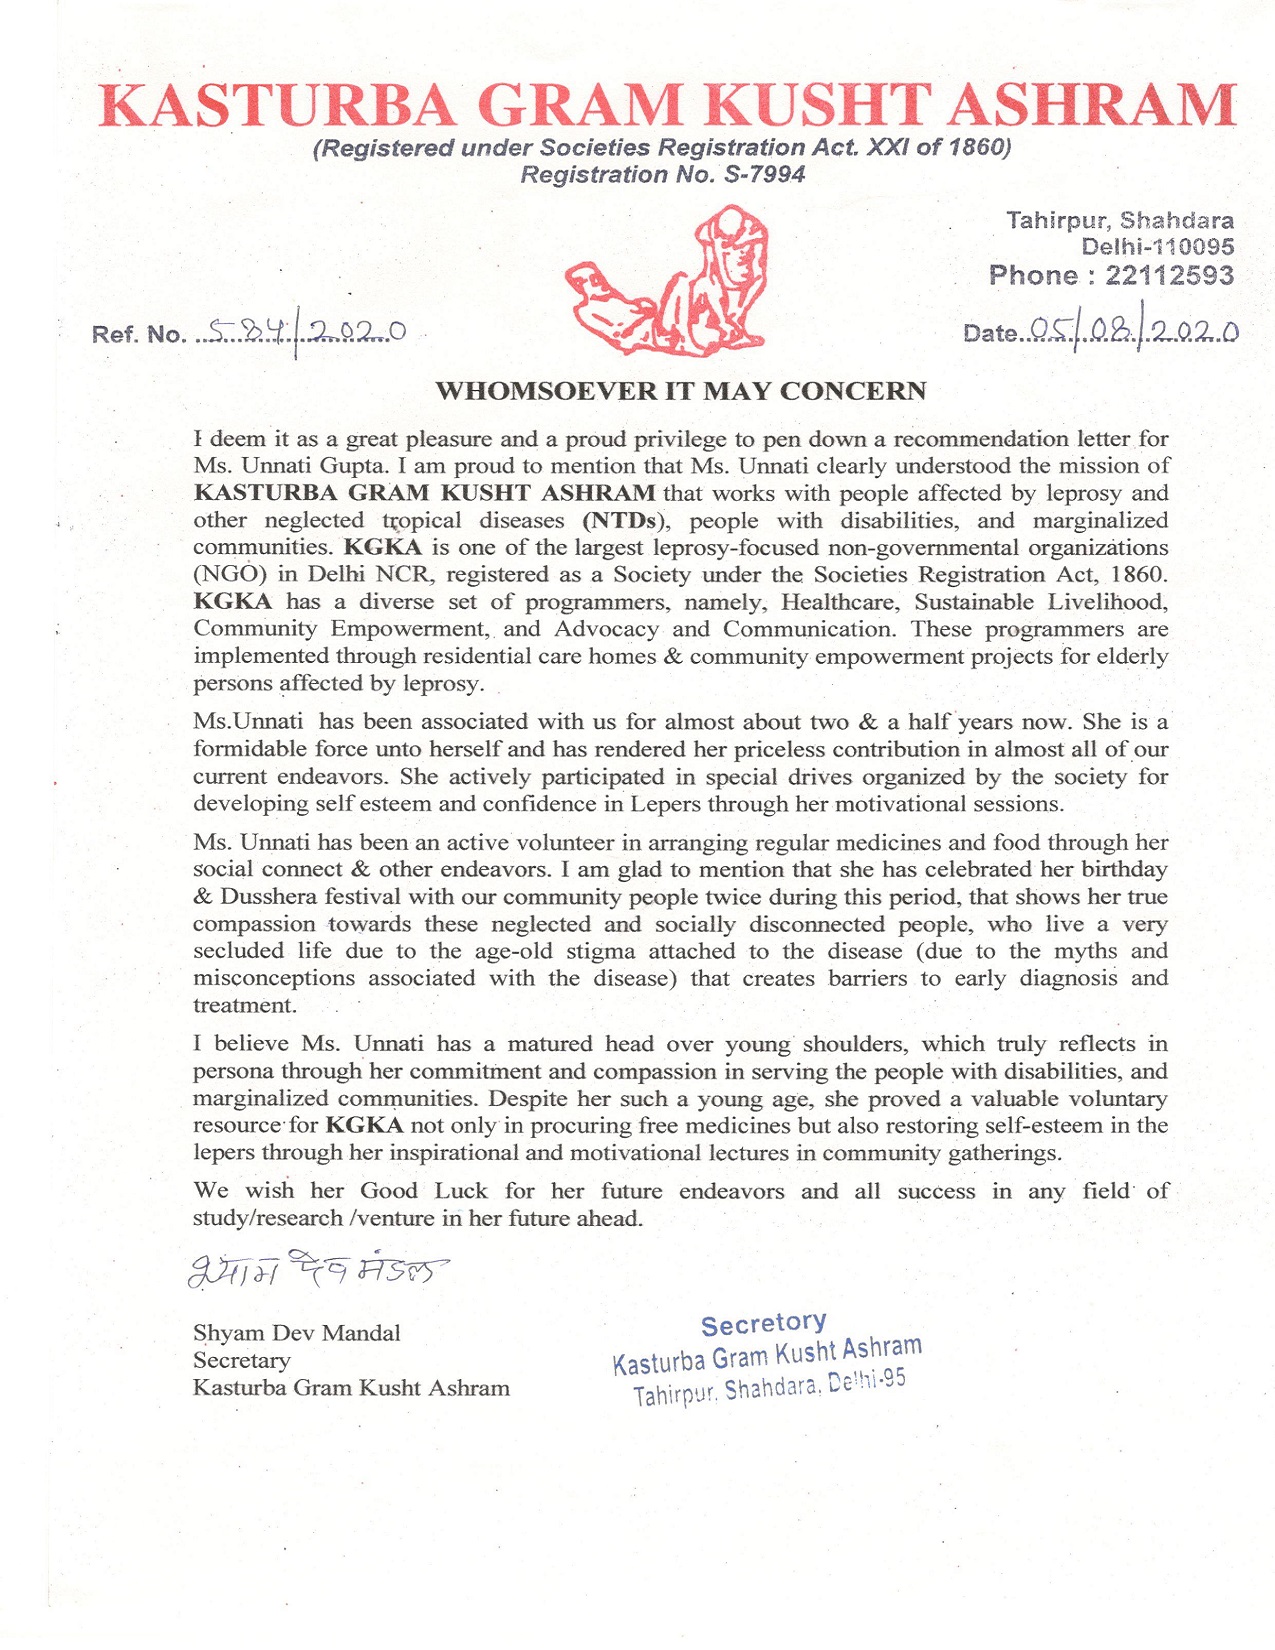 KASTURBA GRAM KUSHT ASHRAM
(Registered under Societies Registration Act. XXI of 1860)
Registration No. S-7994
Tahirpur, Shahdara
Delhi-110095
Phone : 22112593
Ref. No. 584/2020
Date 05/08/2020
WHOMSOEVER IT MAY CONCERN
I deem it as a great pleasure and a proud privilege to pen down a recommendation letter for
Ms. Unnati Gupta. I am proud to mention that Ms. Unnati clearly understood the mission of
KASTURBA GRAM KUSHT ASHRAM that works with people affected by leprosy and
other neglected tropical diseases (NTDs), people with disabilities, and marginalized
communities. KGKA is one of the largest leprosy-focused non-governmental organizations
(NGO) in Delhi NCR, registered as a Society under the Societies Registration Act, 1860.
KGKA has a diverse set of programmers, namely, Healthcare, Sustainable Livelihood,
Community Empowerment, and Advocacy and Communication. These programmers are
implemented through residential care homes & community empowerment projects for elderly
persons affected by leprosy.
Ms.Unnati has been associated with us for almost about two & a half years now. She is a
formidable force unto herself and has rendered her priceless contribution in almost all of our
current endeavors. She actively participated in special drives organized by the society for
developing self esteem and confidence in Lepers through her motivational sessions.
Ms. Unnati has been an active volunteer in arranging regular medicines and food through her
social connect & other endeavors. I am glad to mention that she has celebrated her birthday
& Dusshera festival with our community people twice during this period, that shows her true
compassion towards these neglected and socially disconnected people, who live a very
secluded life due to the age-old stigma attached to the disease (due to the myths and
misconceptions associated with the disease) that creates barriers to early diagnosis and
treatment.
I believe Ms. Unnati has a matured head over young shoulders, which truly reflects in
persona through her commitment and compassion in serving the people with disabilities, and
marginalized communities. Despite her such a young age, she proved a valuable voluntary
resource for KGKA not only in procuring free medicines but also restoring self-esteem in the
lepers through her inspirational and motivational lectures in community gatherings.
We wish her Good Luck for her future endeavors and all success in any field of
study/research /venture in her future ahead.
श्याम देव मंडल
Shyam Dev Mandal
Secretary
Kasturba Gram Kusht Ashram
Secretory
Kasturba Gram Kusht Ashram
Tahirpur, Shahdara, Delhi-95